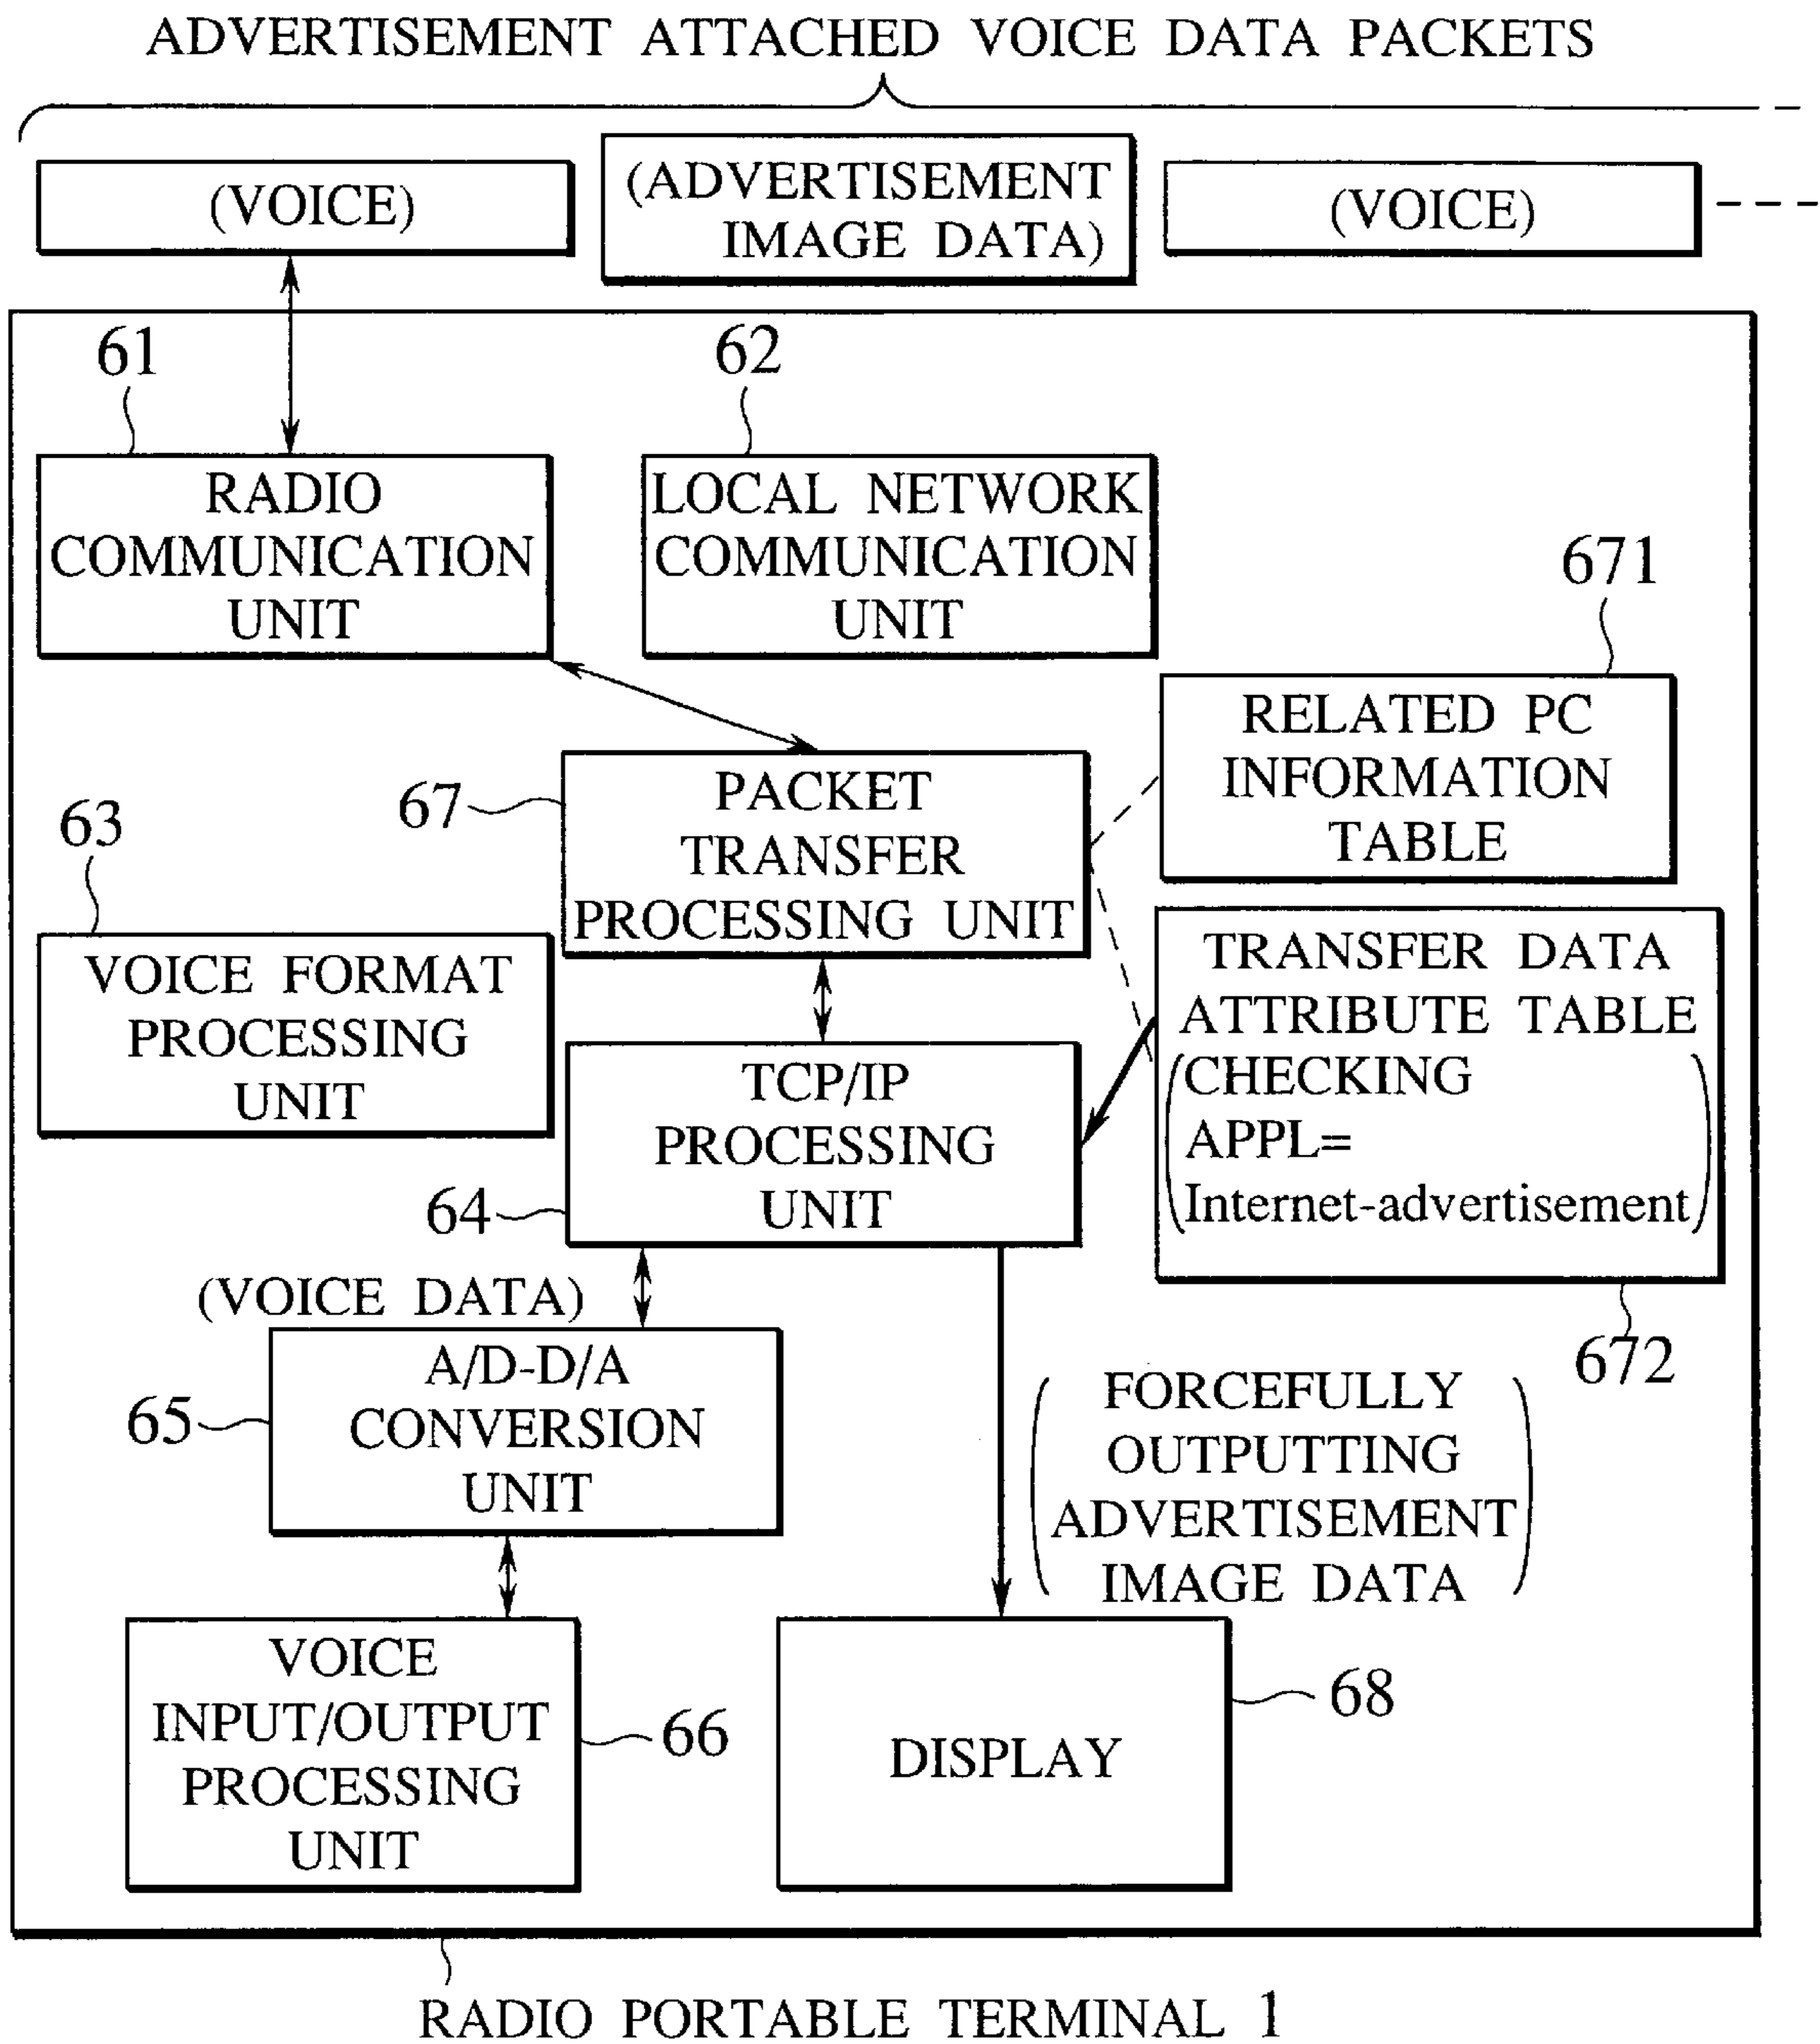 ADVERTISEMENT ATTACHED VOICE DATA PACKETS
(VOICE)
(ADVERTISEMENT
IMAGE DATA)
(VOICE)
61
62
RADIO
COMMUNICATION
UNIT
LOCAL NETWORK
COMMUNICATION
UNIT
671
RELATED PC
INFORMATION
TABLE
67
PACKET
TRANSFER
PROCESSING UNIT
63
VOICE FORMAT
PROCESSING
UNIT
TRANSFER DATA
ATTRIBUTE TABLE
(CHECKING
APPL=
Internet-advertisement)
672
TCP/IP
PROCESSING
UNIT
64
(VOICE DATA)
A/D-D/A
CONVERSION
UNIT
65
(FORCEFULLY
OUTPUTTING
ADVERTISEMENT
IMAGE DATA)
VOICE
INPUT/OUTPUT
PROCESSING
UNIT
66
DISPLAY
68
RADIO PORTABLE TERMINAL 1